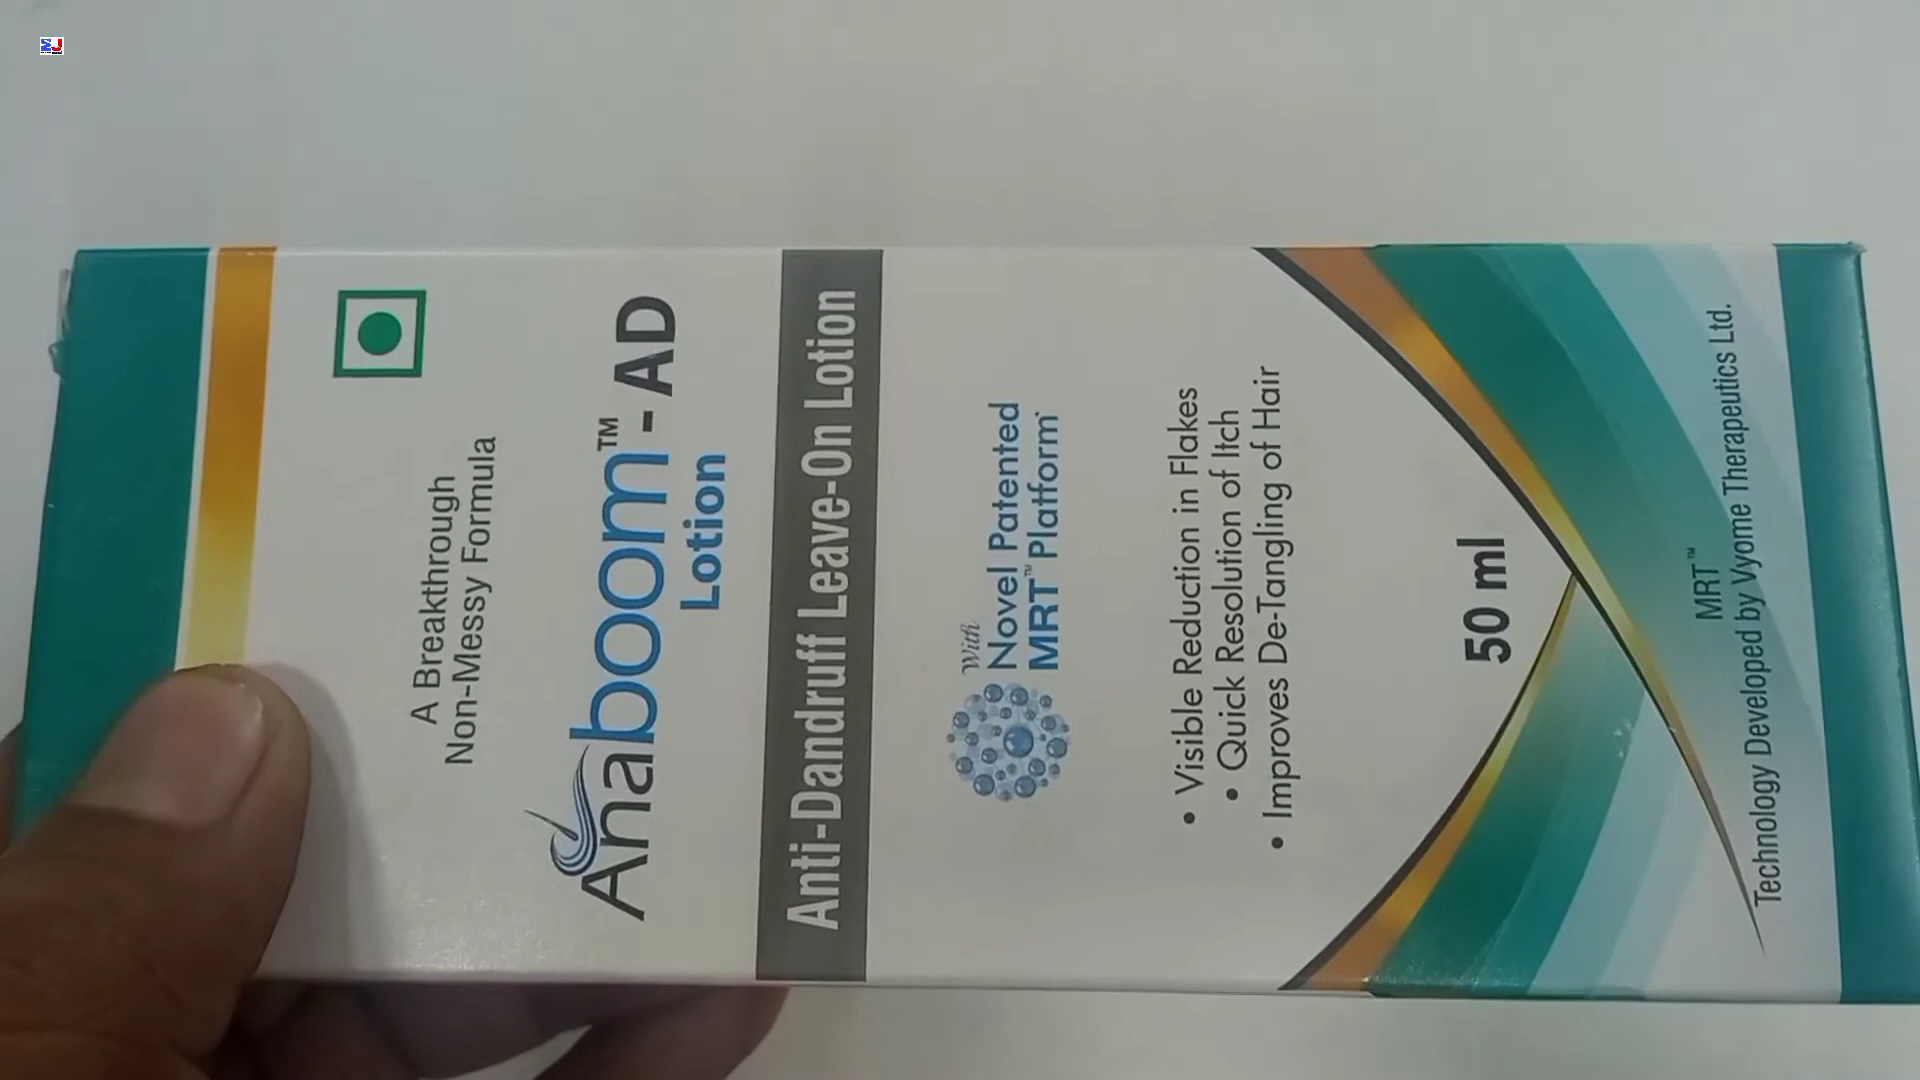 MJ
A Breakthrough
Non-Messy Formula
Anaboom™- AD
Lotion
Anti-Dandruff Leave-On Lotion
With
Novel Patented
MRT™ Platform
• Visible Reduction in Flakes
• Quick Resolution of Itch
• Improves De-Tangling of Hair
50 ml
MRT™
Technology Developed by Vyome Therapeutics Ltd.